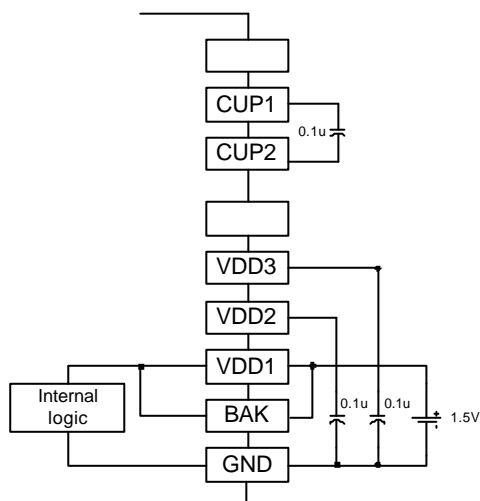 CUP1
0.1u
CUP2
VDD3
VDD2
VDD1
Internal
logic
BAK
0.1u
0.1u
1.5V
GND